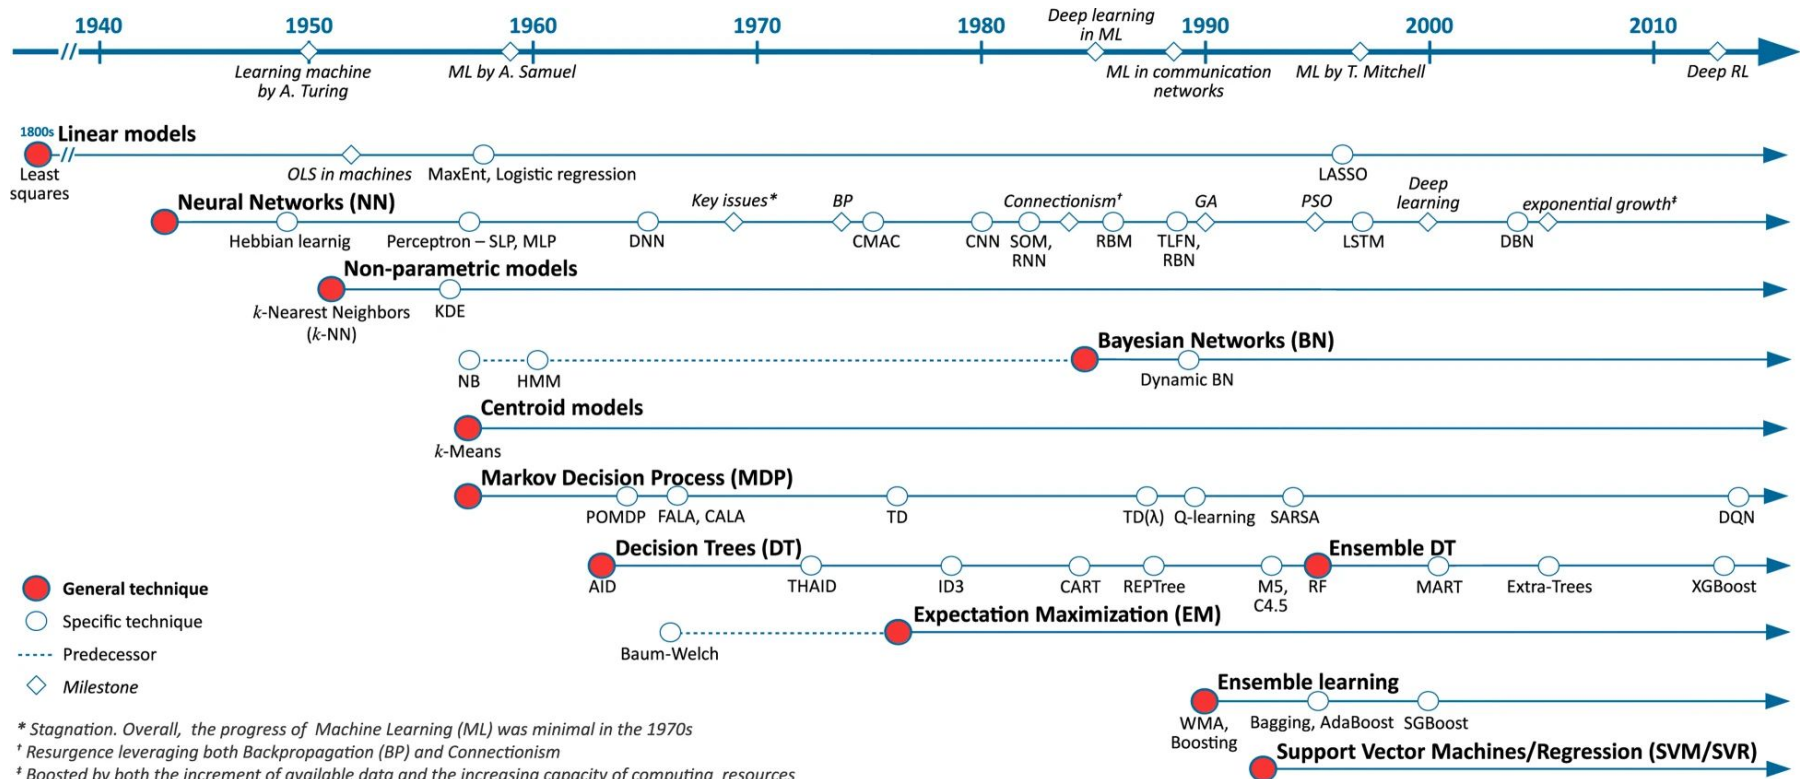 1940 1950 1960 1970 1980 1990 2000 2010
Deep learning
in ML
Learning machine
by A. Turing
ML by A. Samuel
ML in communication
networks
ML by T. Mitchell
Deep RL
1800s Linear models
Least
squares
OLS in machines
MaxEnt, Logistic regression
LASSO
Neural Networks (NN)
Key issues*
BP
Connectionism†
GA
PSO
Deep
learning
exponential growth‡
Hebbian learnig
Perceptron – SLP, MLP
DNN
CMAC
CNN
SOM,
RNN
RBM
TLFN,
RBN
LSTM
DBN
Non-parametric models
k-Nearest Neighbors
(k-NN)
KDE
Bayesian Networks (BN)
NB
HMM
Dynamic BN
Centroid models
k-Means
Markov Decision Process (MDP)
POMDP
FALA, CALA
TD
TD(λ)
Q-learning
SARSA
DQN
Decision Trees (DT)
Ensemble DT
AID
THAID
ID3
CART
REPTree
M5,
C4.5
RF
MART
Extra-Trees
XGBoost
Expectation Maximization (EM)
Baum-Welch
Ensemble learning
WMA,
Boosting
Bagging, AdaBoost
SGBoost
Support Vector Machines/Regression (SVM/SVR)
General technique
Specific technique
Predecessor
Milestone
* Stagnation. Overall, the progress of Machine Learning (ML) was minimal in the 1970s
† Resurgence leveraging both Backpropagation (BP) and Connectionism
‡ Boosted by both the increment of available data and the increasing capacity of computing resources